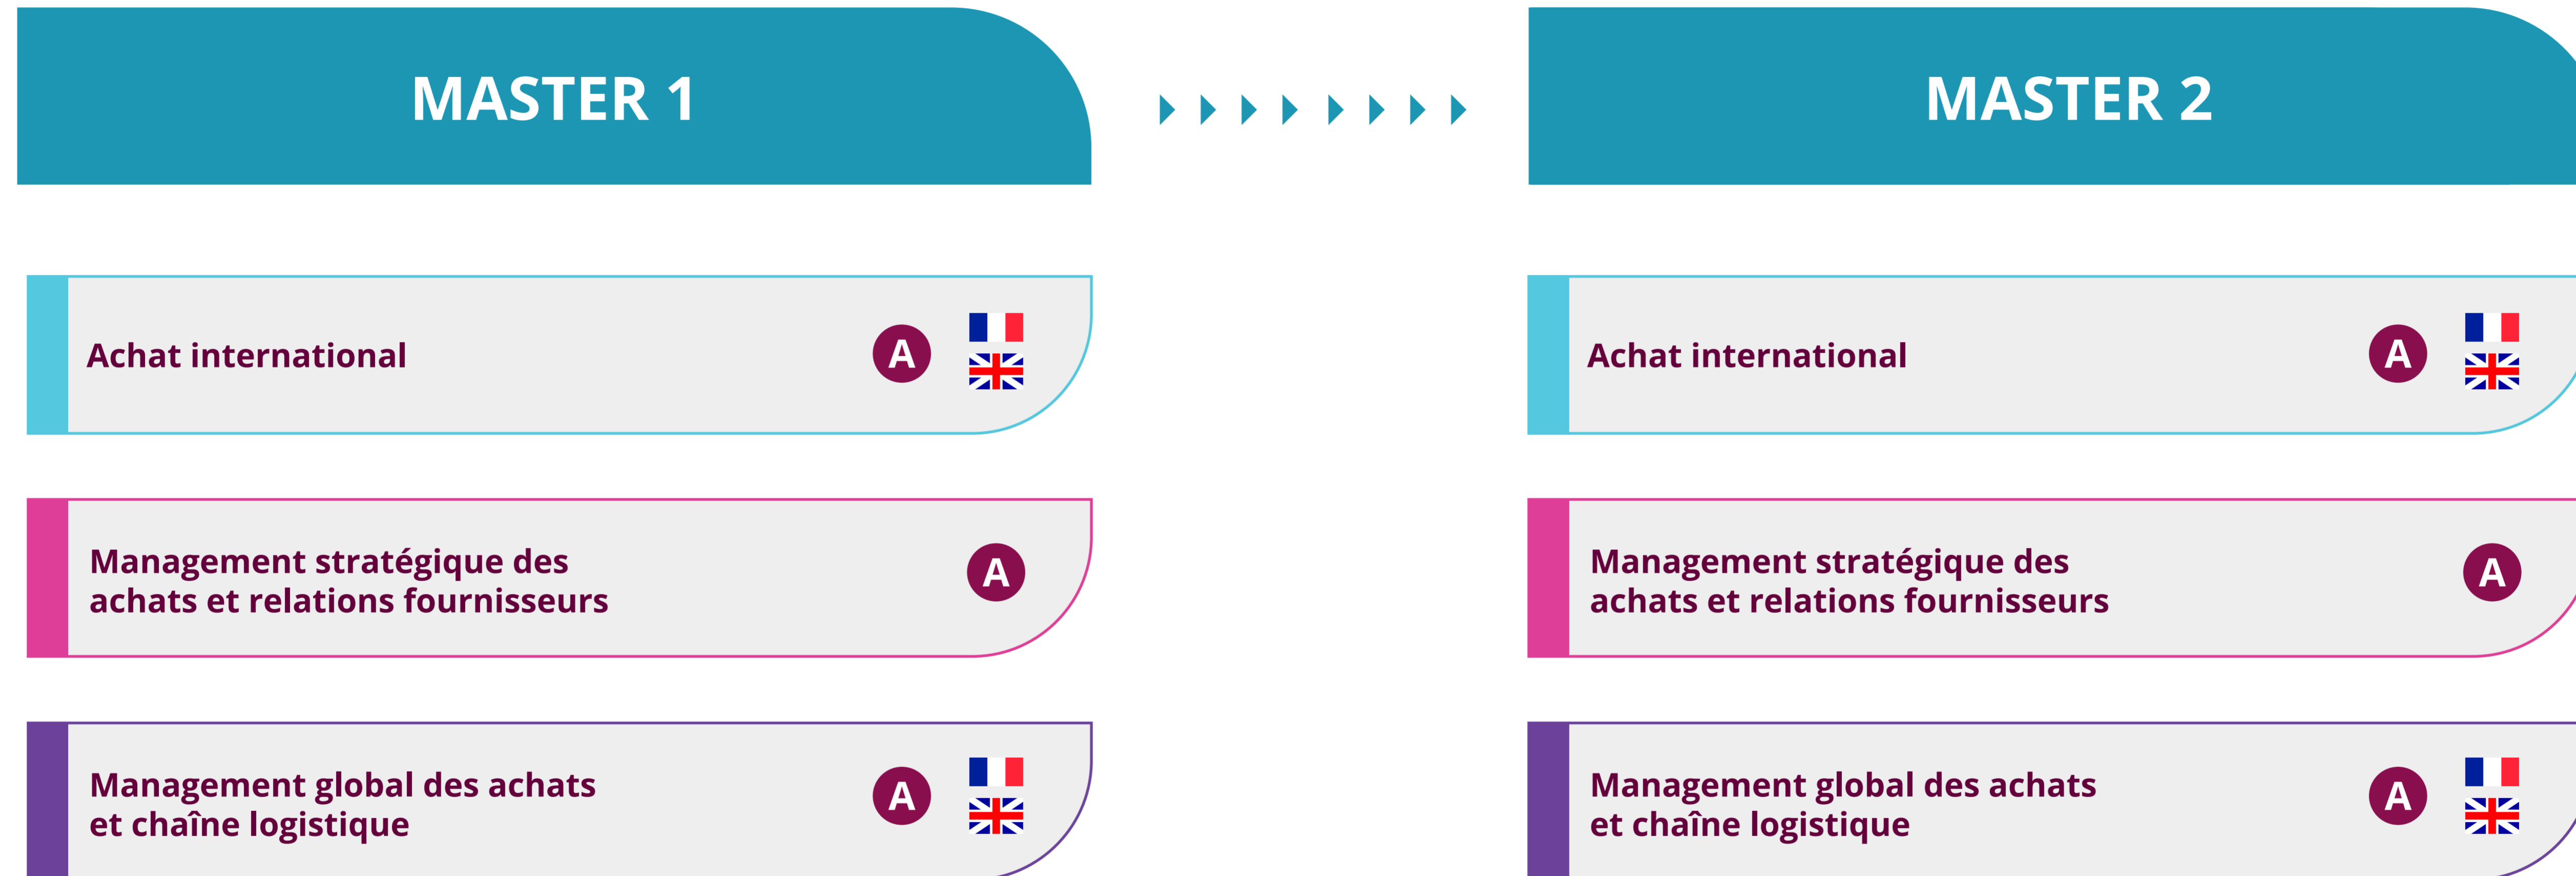 MASTER 1
MASTER 2
Achat international
A
Achat international
A
Management stratégique des
achats et relations fournisseurs
A
Management stratégique des
achats et relations fournisseurs
A
Management global des achats
et chaîne logistique
A
Management global des achats
et chaîne logistique
A